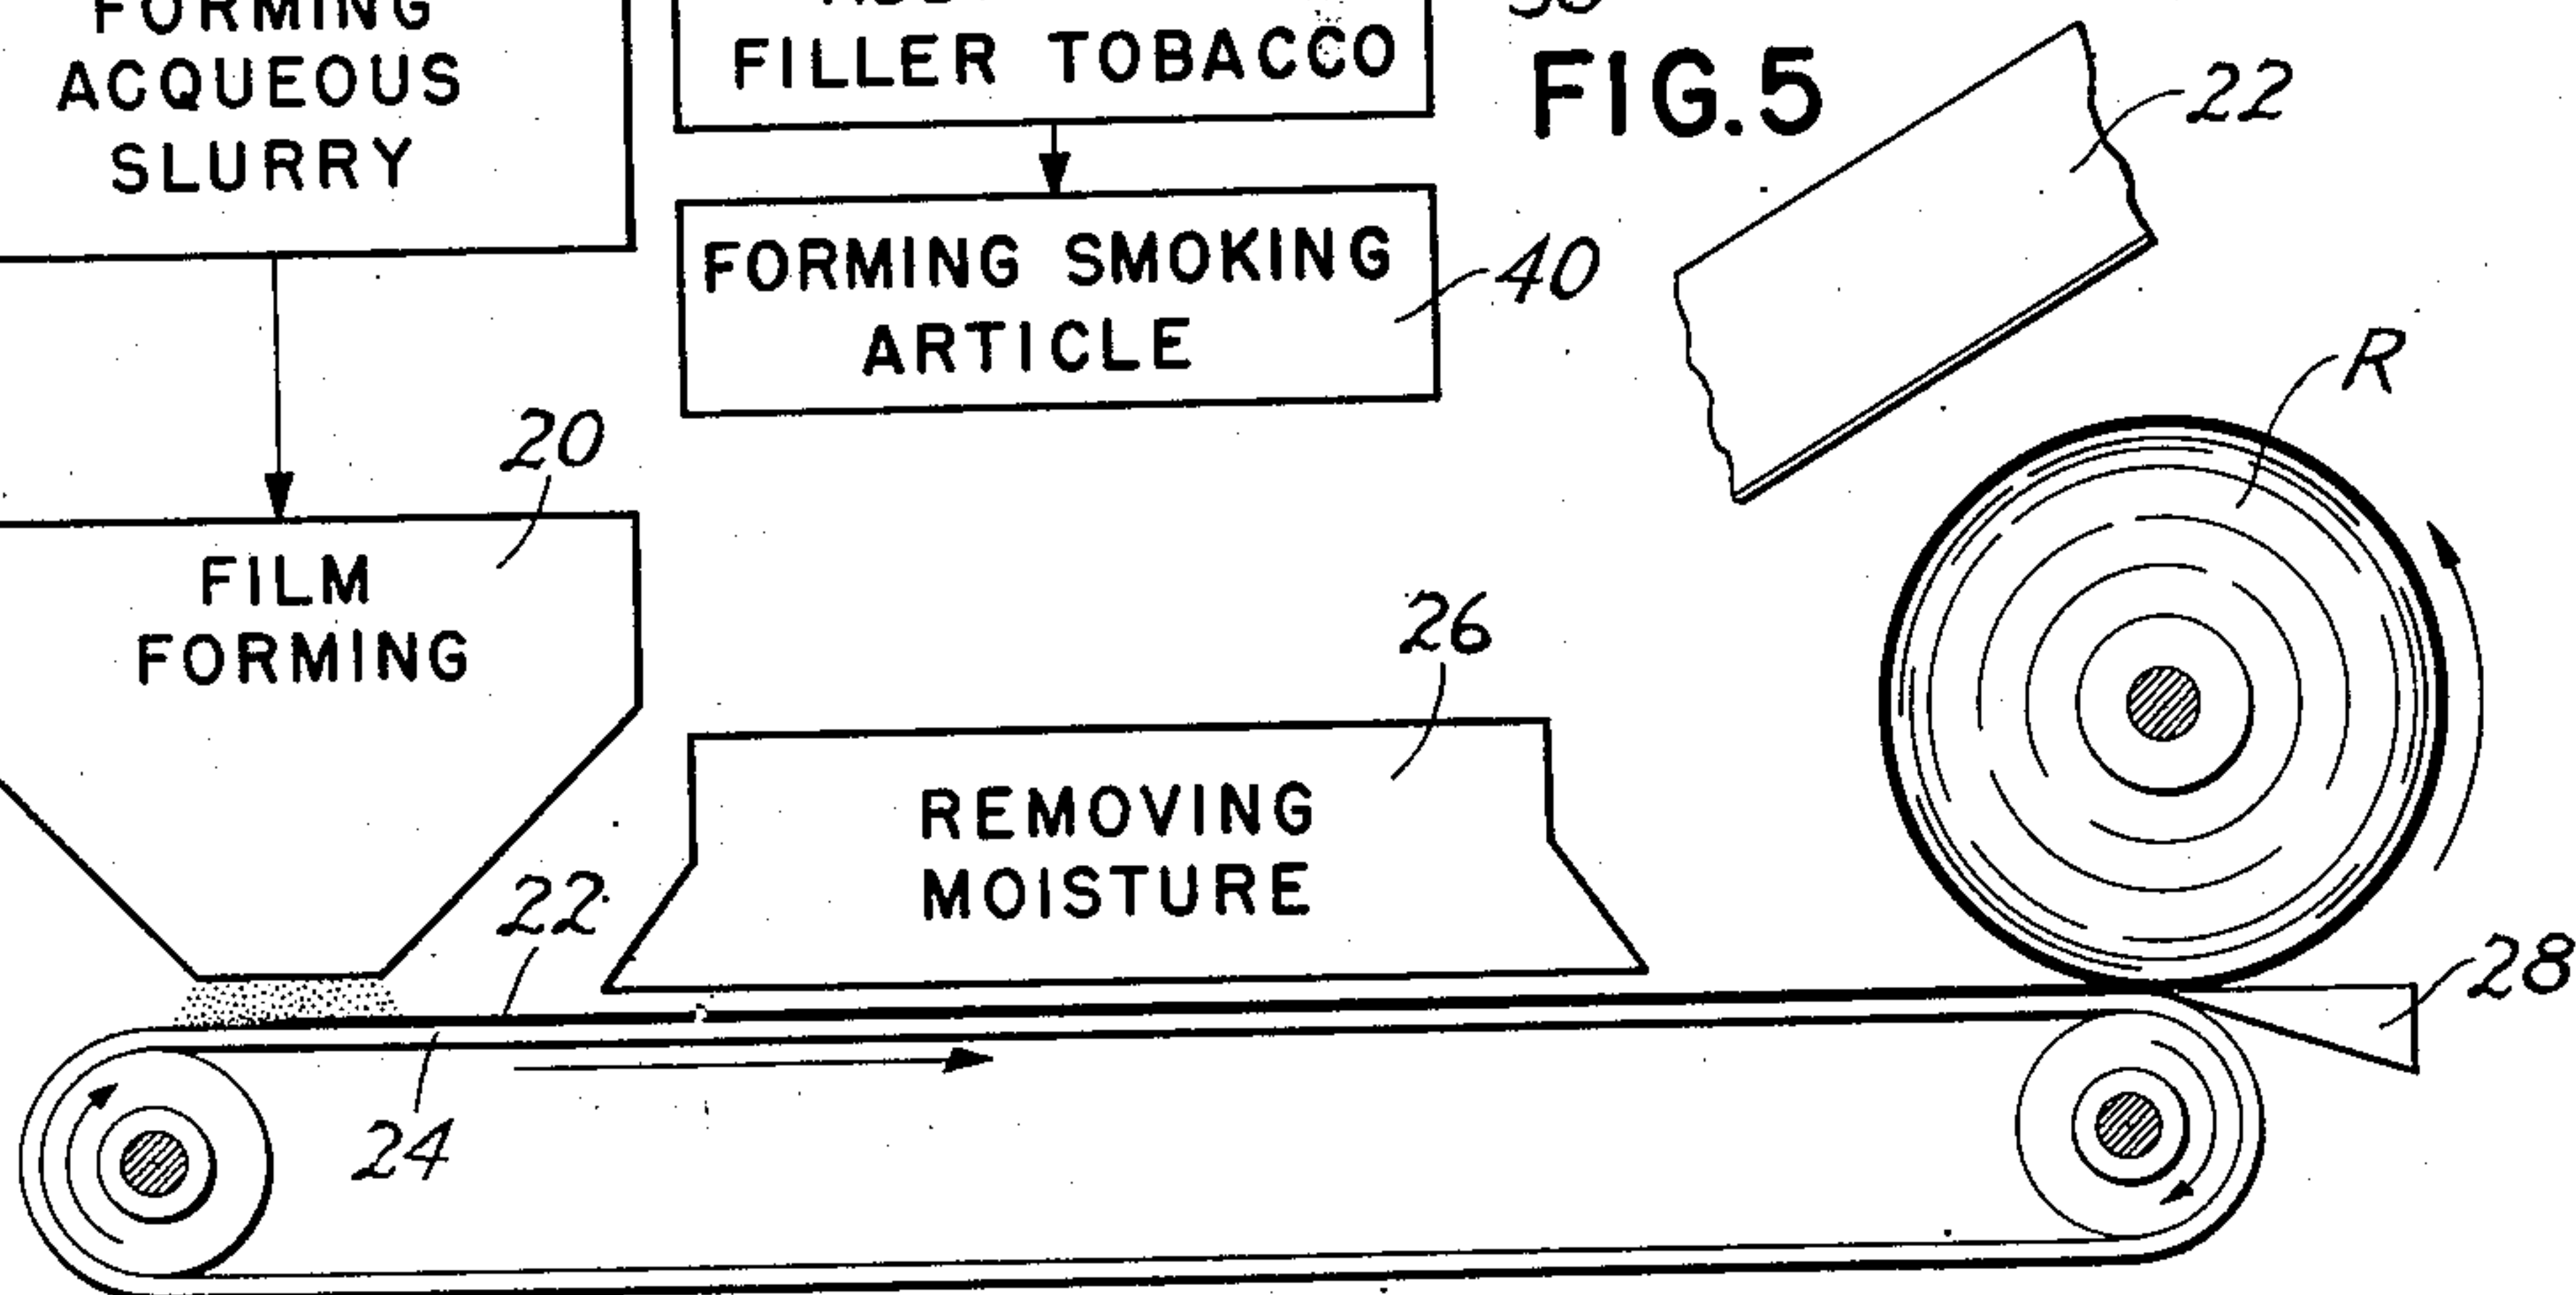 FORMING
ACQUEOUS
SLURRY
FILLER TOBACCO
FIG.5
22
FORMING SMOKING
ARTICLE
40
R
20
FILM
FORMING
26
REMOVING
MOISTURE
22
28
24